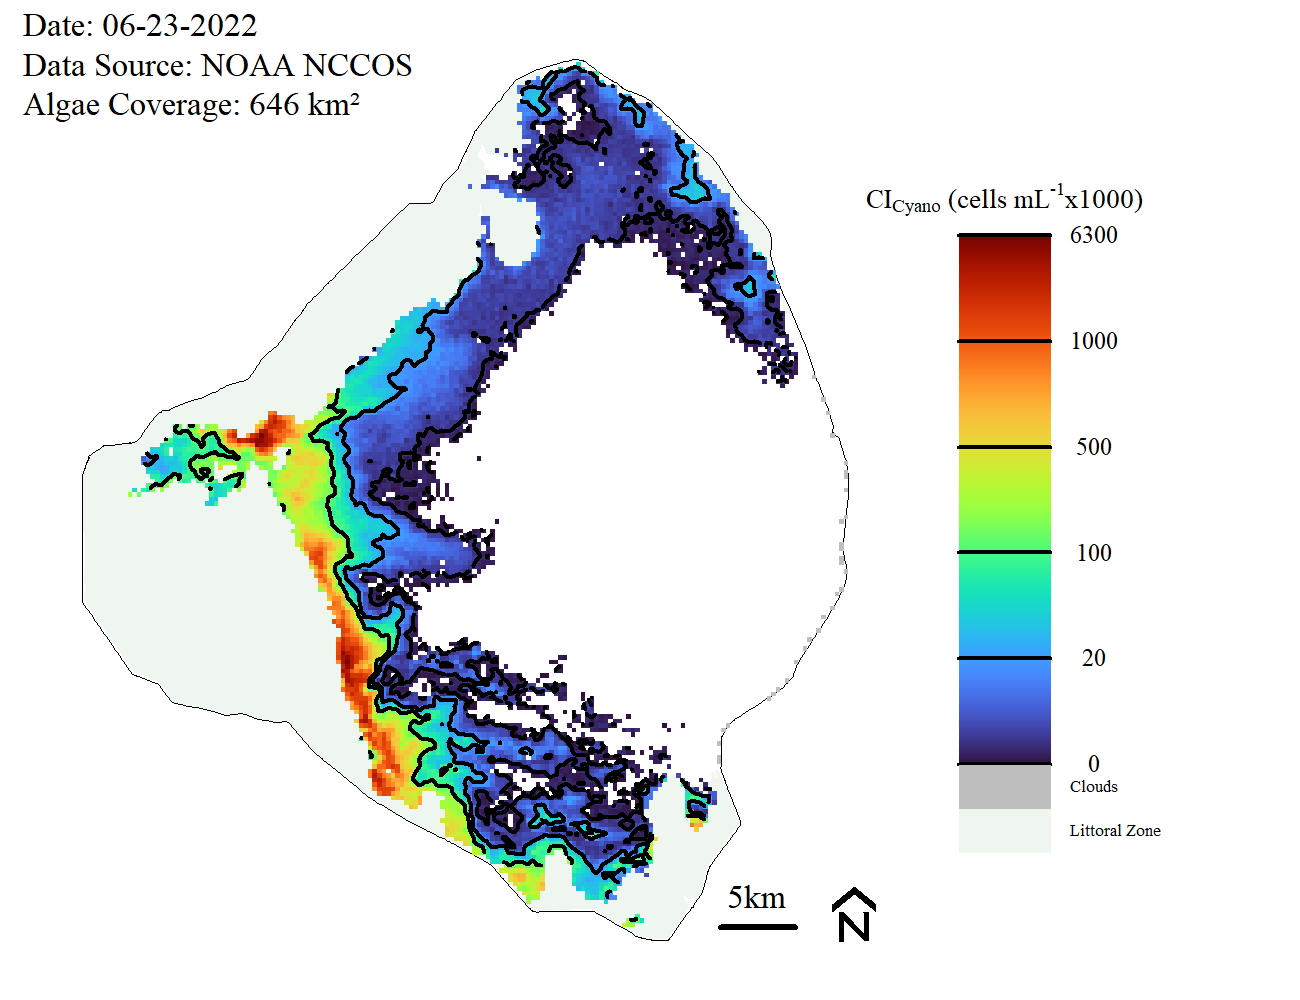 Date: 06-23-2022
Data Source: NOAA NCCOS
Algae Coverage: 646 km²
CICyano (cells mL-1x1000)
6300
1000
500
100
20
0
Clouds
Littoral Zone
5km
N